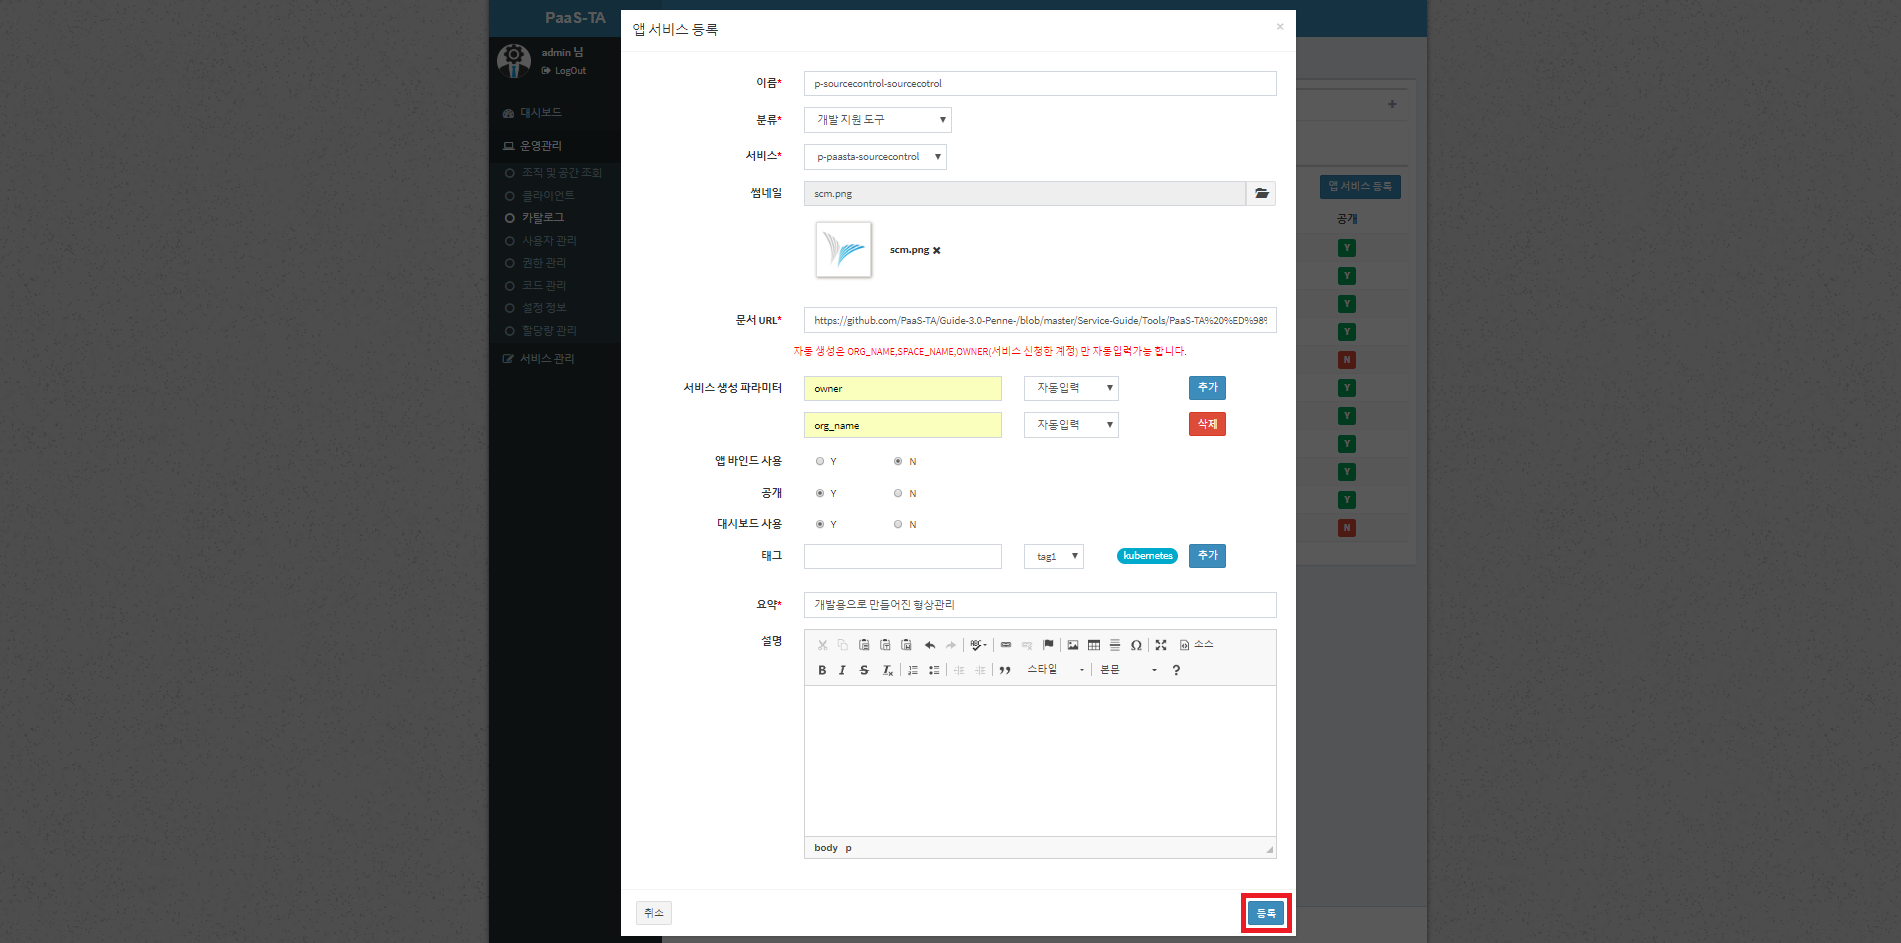 PaaS-TA
admin 님
LogOut
대시보드
운영관리
조직 및 공간 조회
클라이언트
카탈로그
사용자 관리
권한 관리
코드 관리
설정 정보
할당량 관리
서비스 관리
앱 서비스 등록
×
이름* p-sourcecontrol-sourcecotrol
분류* 개발 지원 도구
서비스* p-paasta-sourcecontrol
썸네일 scm.png
scm.png
문서 URL* https://github.com/PaaS-TA/Guide-3.0-Penne-/blob/master/Service-Guide/Tools/PaaS-TA%20%ED%98%
자동 생성은 ORG_NAME,SPACE_NAME,OWNER(서비스 신청한 계정) 만 자동입력가능 합니다.
서비스 생성 파라미터 owner 자동입력 추가
org_name 자동입력 삭제
앱 바인드 사용 Y N
공개 Y N
대시보드 사용 Y N
태그 tag1 kubernetes 추가
요약* 개발용으로 만들어진 형상관리
설명
ABC 소스
B I S Tx 스타일 본문 ?
body p
취소 등록
+
앱 서비스 등록
공개
Y
Y
Y
Y
N
Y
Y
Y
Y
Y
N